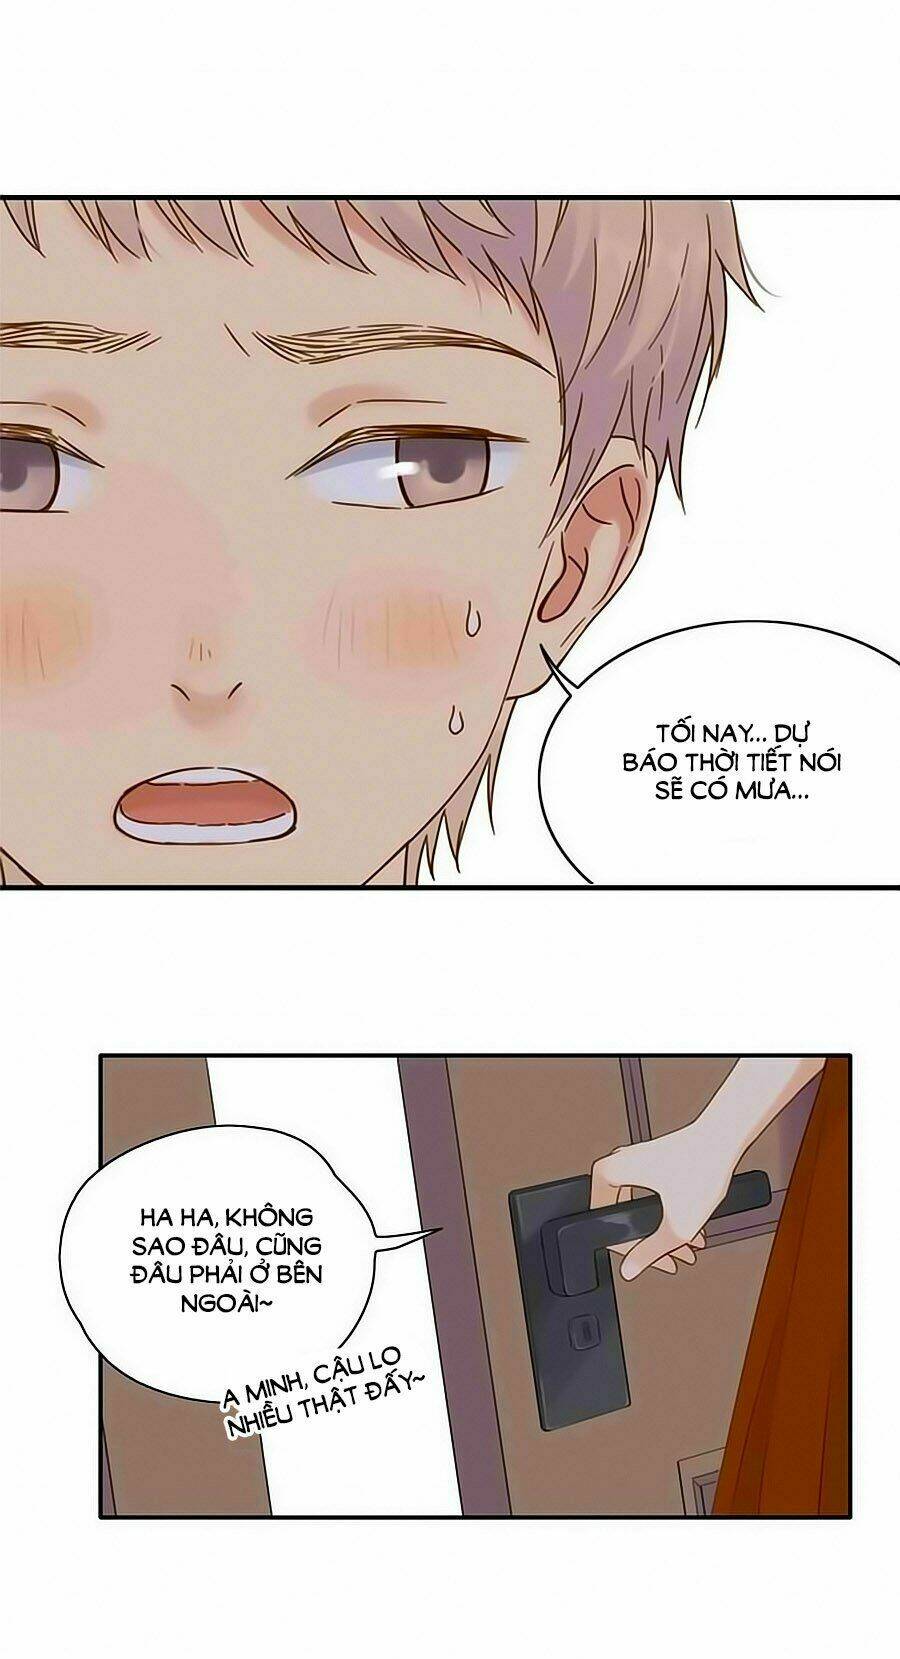 TỐI NAY... DỰ
BÁO THỜI TIẾT NÓI
SẼ CÓ MƯA...
HA HA, KHÔNG
SAO ĐÂU, CŨNG
ĐÂU PHẢI Ở BÊN
NGOÀI~
A MINH, CẬU LO
NHIỀU THẬT ĐẤY~